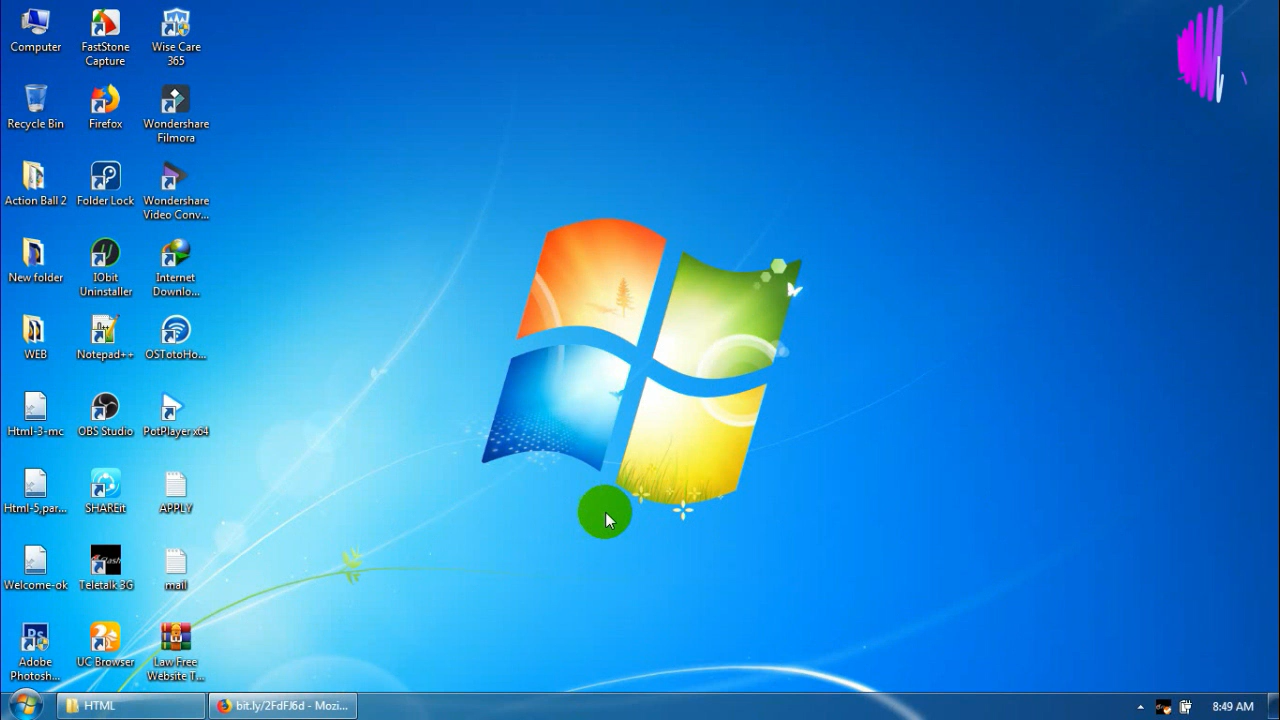 Computer
FastStone
Capture
Wise Care
365
Recycle Bin
Firefox
Wondershare
Filmora
Action Ball 2
Folder Lock
Wondershare
Video Conv...
New folder
IObit
Uninstaller
Internet
Downlo...
WEB
Notepad++
OSTotoHo...
Html-3-mc
OBS Studio
PotPlayer x64
Html-5,par...
SHAREit
APPLY
Welcome-ok
Teletalk 3G
mail
Adobe
Photosh...
UC Browser
Law Free
Website T...
HTML
bit.ly/2FdFJ6d - Mozi...
8:49 AM